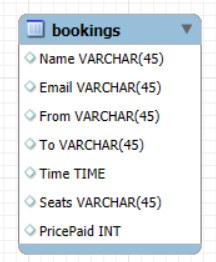 bookings
Name VARCHAR(45)
Email VARCHAR(45)
From VARCHAR(45)
To VARCHAR(45)
Time TIME
Seats VARCHAR(45)
PricePaid INT